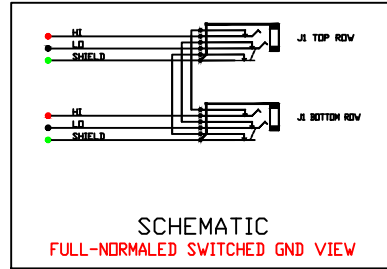 HI
LO
SHIELD
J1 TOP ROW
HI
LO
SHIELD
J1 BOTTOM ROW
SCHEMATIC
FULL-NORMALED SWITCHED GND VIEW